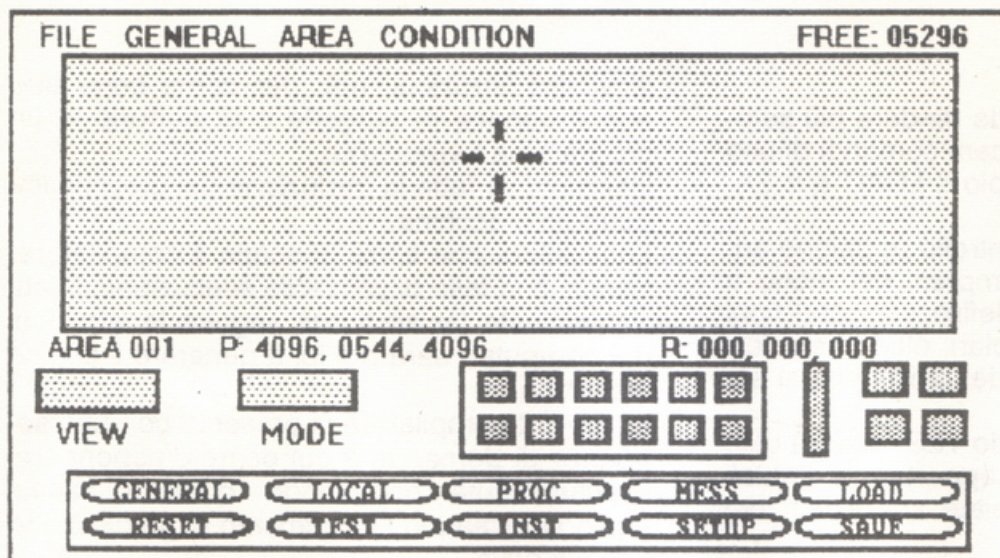 FILE GENERAL AREA CONDITION FREE: 05296
AREA 001 P: 4096, 0544, 4096 R: 000, 000, 000
VIEW MODE
GENERAL LOCAL PROC MESS LOAD
RESET TEST INST SETUP SAVE